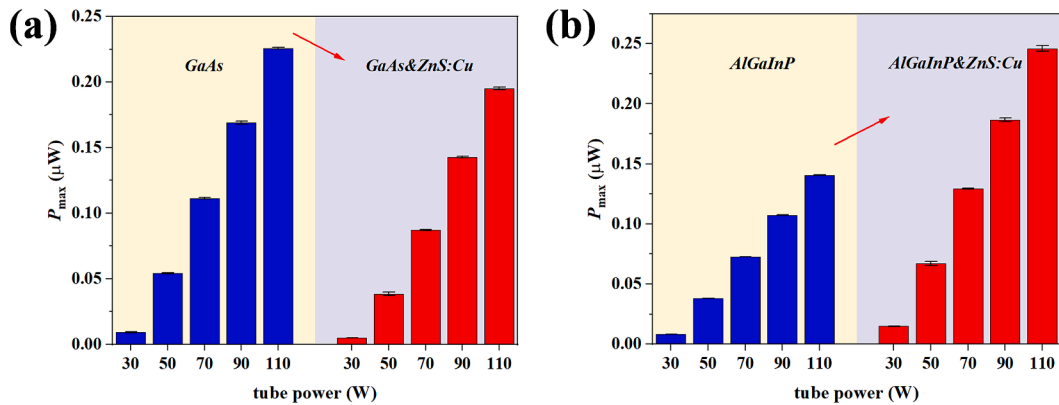 (a)
GaAs
GaAs&ZnS:Cu
P_max (μW)
0.25
0.20
0.15
0.10
0.05
0.00
30 50 70 90 110 30 50 70 90 110
tube power (W)
(b)
AlGaInP
AlGaInP&ZnS:Cu
P_max (μW)
0.25
0.20
0.15
0.10
0.05
0.00
30 50 70 90 110 30 50 70 90 110
tube power (W)